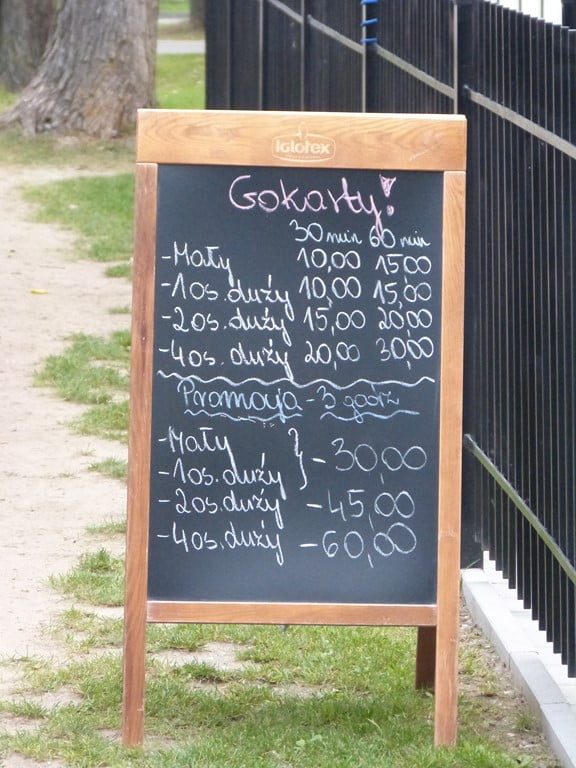 Iglotex
Gokarty!
30 min 60 min
-Mały 10,00 15,00
-1os. duży 10,00 15,00
-2os. duży 15,00 20,00
-4os. duży 20,00 30,00
Promocja - 3 godz
-Mały
-1os. duży } - 30,00
-2os. duży - 45,00
-4os. duży - 60,00